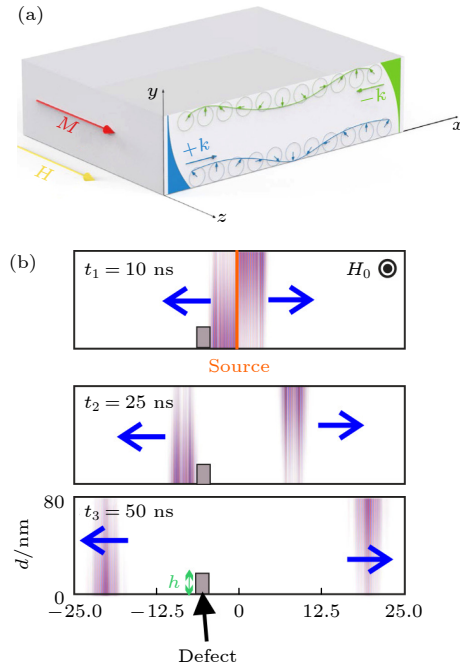 (a)
y
M
H
+k
−k
x
z
(b)
t₁ = 10 ns
H₀
Source
t₂ = 25 ns
80
t₃ = 50 ns
d/nm
h
0
−25.0 −12.5 0 12.5 25.0
Defect